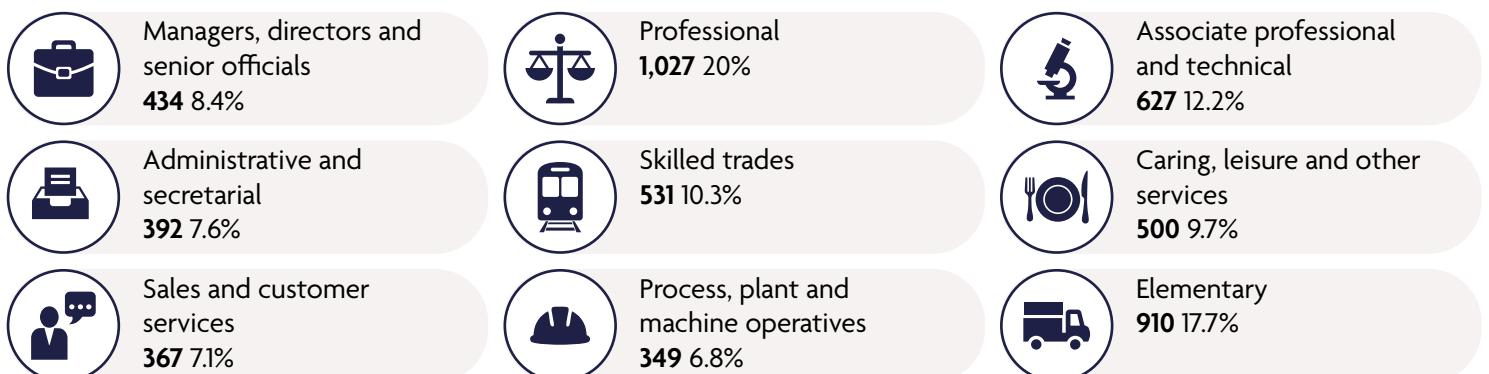 Managers, directors and
senior officials
434 8.4%
Professional
1,027 20%
Associate professional
and technical
627 12.2%
Administrative and
secretarial
392 7.6%
Skilled trades
531 10.3%
Caring, leisure and other
services
500 9.7%
Sales and customer
services
367 7.1%
Process, plant and
machine operatives
349 6.8%
Elementary
910 17.7%